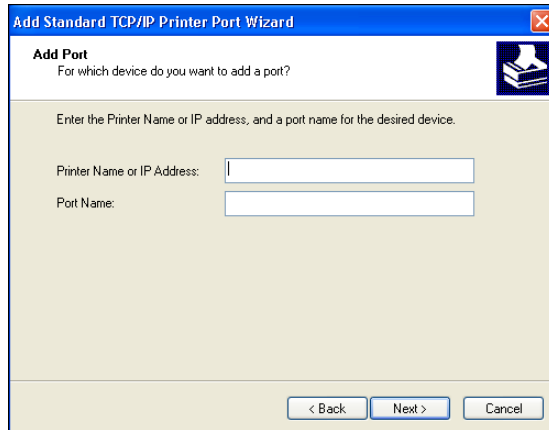 Add Standard TCP/IP Printer Port Wizard
Add Port
For which device do you want to add a port?
Enter the Printer Name or IP address, and a port name for the desired device.
Printer Name or IP Address:
Port Name:
< Back Next > Cancel